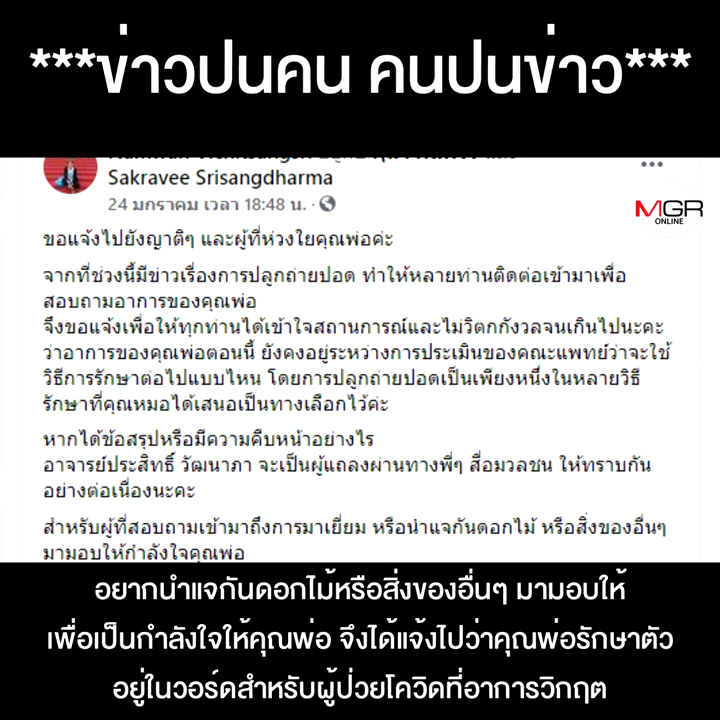 ***ข่าวปนคน คนปนข่าว***
Sakravee Srisangdharma
24 มกราคม เวลา 18:48 น. ·
MGR
ONLINE
ขอแจ้งไปยังญาติๆ และผู้ที่ห่วงใยคุณพ่อค่ะ
จากที่ช่วงนี้มีข่าวเรื่องการปลูกถ่ายปอด ทำให้หลายท่านติดต่อเข้ามาเพื่อ
สอบถามอาการของคุณพ่อ
จึงขอแจ้งเพื่อให้ทุกท่านได้เข้าใจสถานการณ์และไม่วิตกกังวลจนเกินไปนะคะ
ว่าอาการของคุณพ่อตอนนี้ ยังคงอยู่ระหว่างการประเมินของคณะแพทย์ว่าจะใช้
วิธีการรักษาต่อไปแบบไหน โดยการปลูกถ่ายปอดเป็นเพียงหนึ่งในหลายวิธี
รักษาที่คุณหมอได้เสนอเป็นทางเลือกไว้ค่ะ
หากได้ข้อสรุปหรือมีความคืบหน้าอย่างไร
อาจารย์ประสิทธิ์ วัฒนาภา จะเป็นผู้แถลงผ่านทางพี่ๆ สื่อมวลชน ให้ทราบกัน
อย่างต่อเนื่องนะคะ
สำหรับผู้ที่สอบถามเข้ามาถึงการมาเยี่ยม หรือนำแจกันดอกไม้ หรือสิ่งของอื่นๆ
มามอบให้กำลังใจคุณพ่อ
อยากนำแจกันดอกไม้หรือสิ่งของอื่นๆ มามอบให้
เพื่อเป็นกำลังใจให้คุณพ่อ จึงได้แจ้งไปว่าคุณพ่อรักษาตัว
อยู่ในวอร์ดสำหรับผู้ป่วยโควิดที่อาการวิกฤต